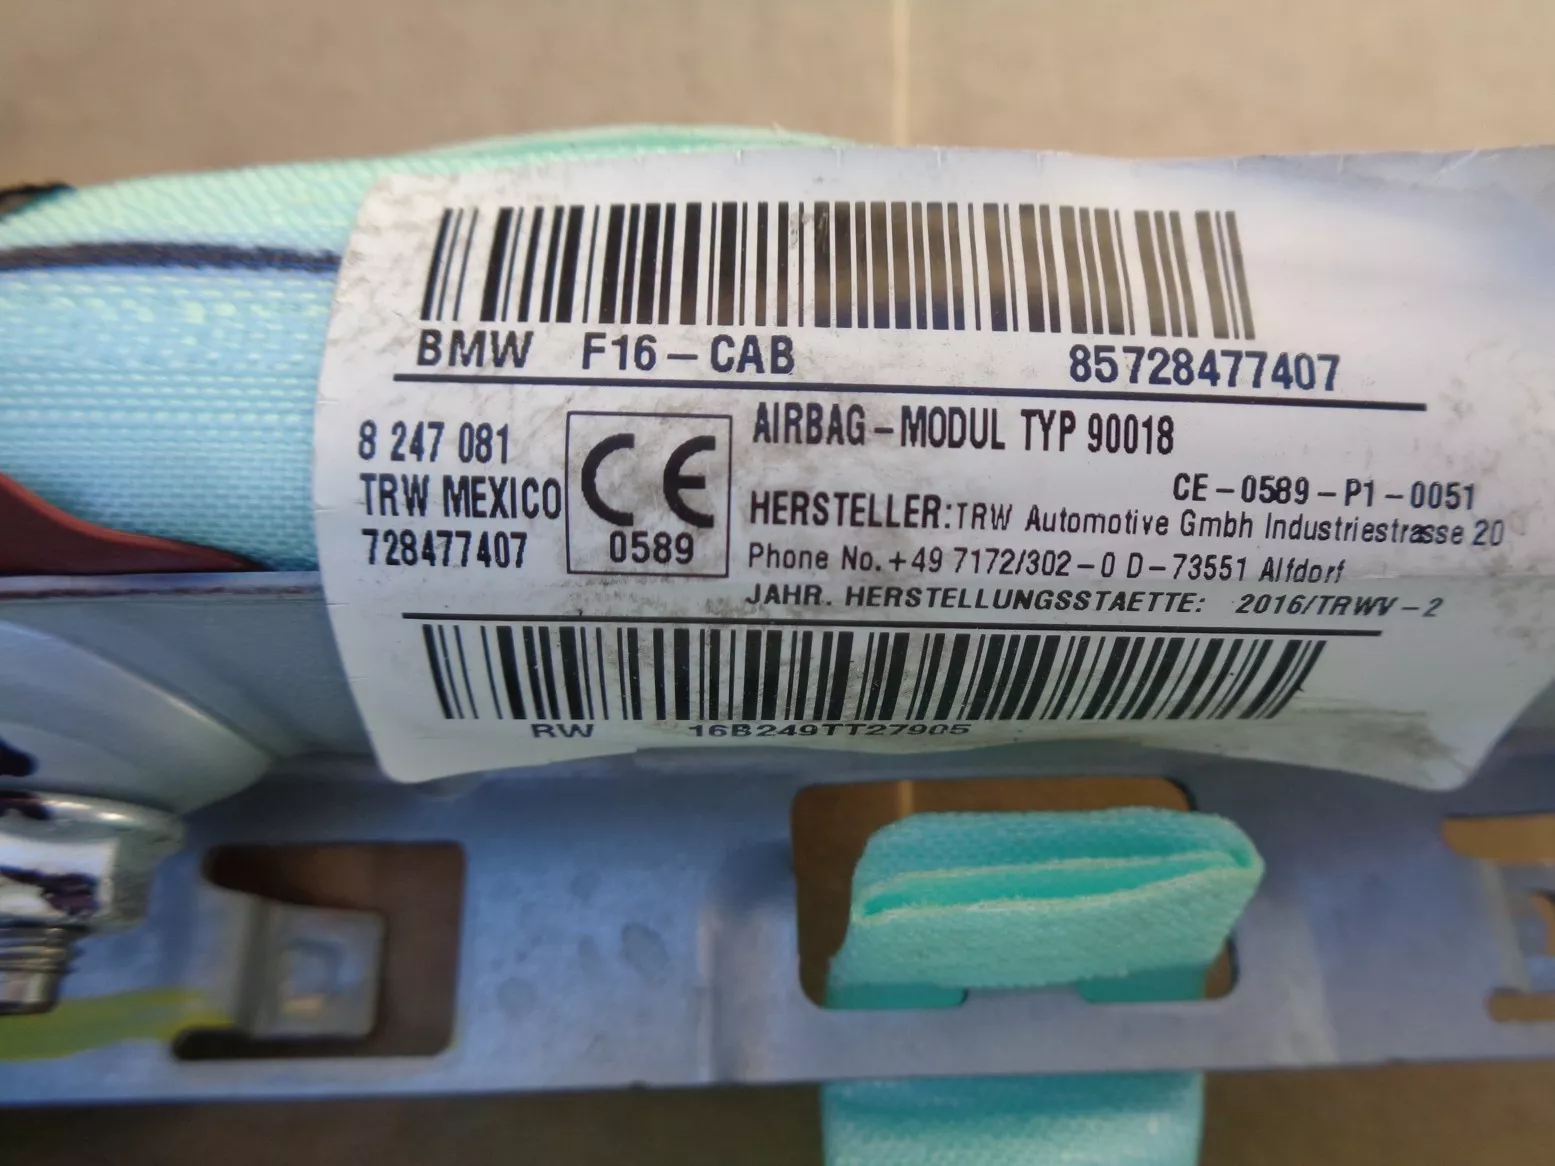 BMW F16-CAB 85728477407
8 247 081
TRW MEXICO
728477407
CE
0589
AIRBAG-MODUL TYP 90018
CE-0589-P1-0051
HERSTELLER: TRW Automotive Gmbh Industriestrasse 20
Phone No. +49 7172/302-0 D-73551 Alfdorf
JAHR. HERSTELLUNGSSTAETTE: 2016/TRWV-2
RW 16B249TT27905